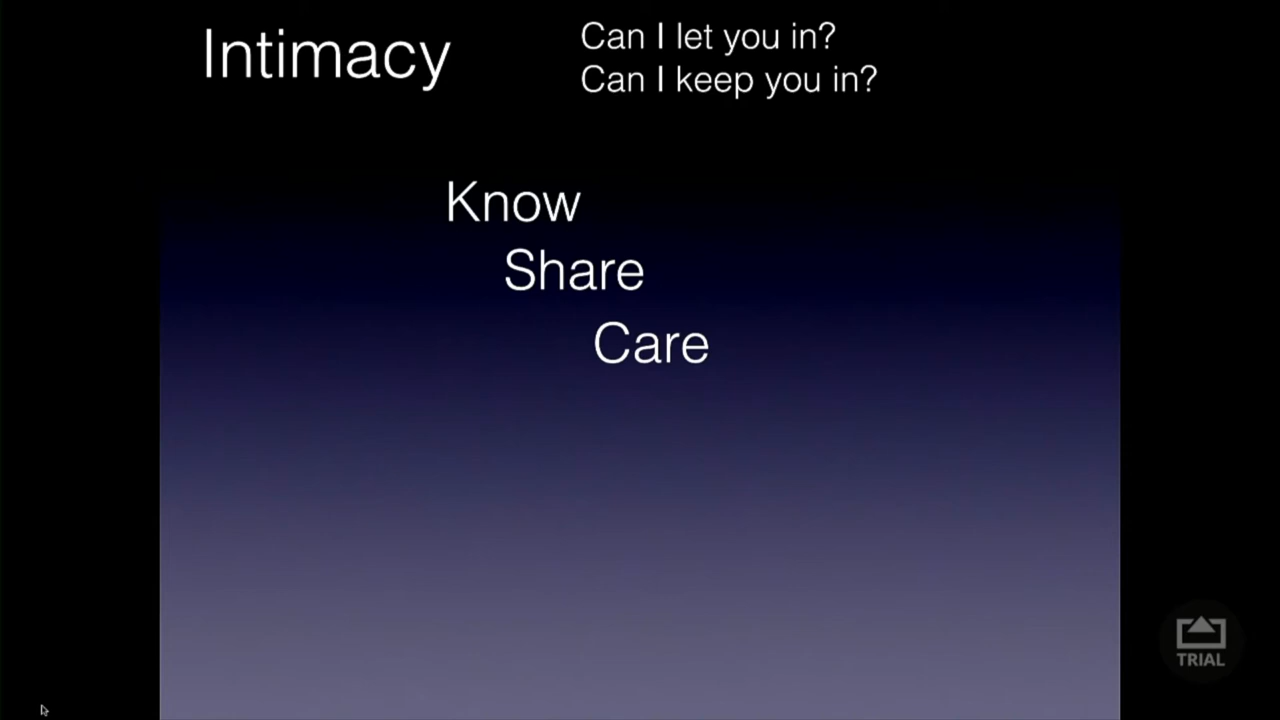 Intimacy
Can I let you in?
Can I keep you in?
Know
Share
Care
TRIAL